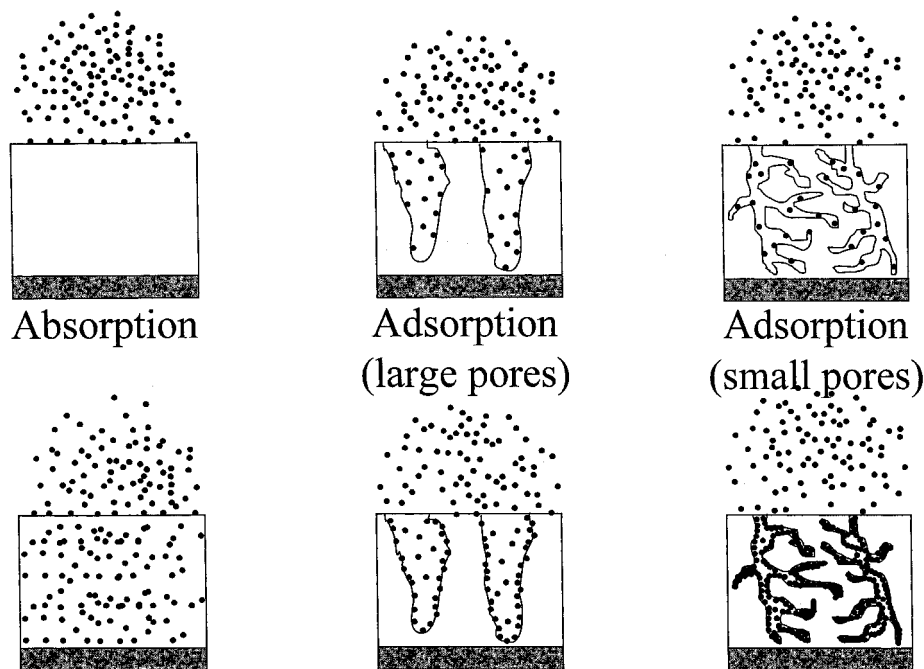 Absorption
Adsorption
(large pores)
Adsorption
(small pores)